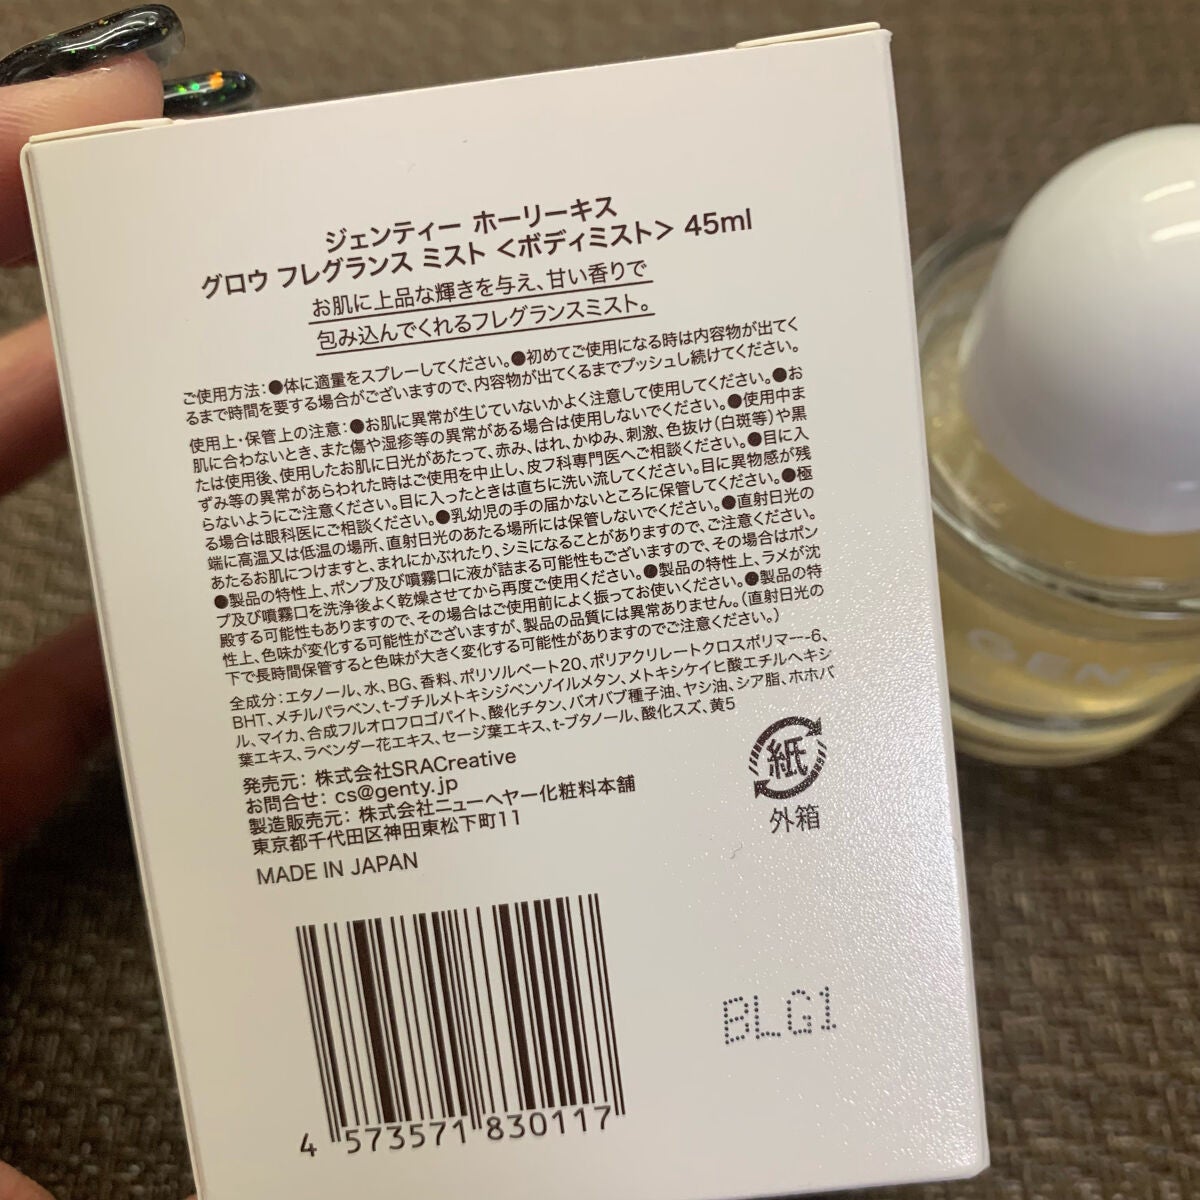 ジェンティー ホーリーキス
グロウ フレグランス ミスト <ボディミスト> 45ml
お肌に上品な輝きを与え、甘い香りで
包み込んでくれるフレグランスミスト。
ご使用方法:●体に適量をスプレーしてください。●初めてご使用になる時は内容物が出てく
るまで時間を要する場合がございますので、内容物が出てくるまでプッシュし続けてください。
使用上・保管上の注意:●お肌に異常が生じていないかよく注意して使用してください。●お
肌に合わないとき、また傷や湿疹等の異常がある場合は使用しないでください。●使用中ま
たは使用後、使用したお肌に日光があたって、赤み、はれ、かゆみ、刺激、色抜け(白斑等)や黒
ずみ等の異常があらわれた時はご使用を中止し、皮フ科専門医へご相談ください。●目に入
らないようにご注意ください。目に入ったときは直ちに洗い流してください。目に異物感が残
る場合は眼科医にご相談ください。●乳幼児の手の届かないところに保管してください。●極
端に高温又は低温の場所、直射日光のあたる場所には保管しないでください。●直射日光の
あたるお肌につけますと、まれにかぶれたり、シミになることがありますので、ご注意ください。
●製品の特性上、ポンプ及び噴霧口に液が詰まる可能性もございますので、その場合はポン
プ及び噴霧口を洗浄後よく乾燥させてから再度ご使用ください。●製品の特性上、ラメが沈
殿する可能性もありますので、その場合はご使用前によく振ってお使いください。●製品の特
性上、色味が変化する可能性がございますが、製品の品質には異常ありません。(直射日光の
下で長時間保管すると色味が大きく変化する可能性がありますのでご注意ください。)
全成分:エタノール、水、BG、香料、ポリソルベート20、ポリアクリレートクロスポリマー-6、
BHT、メチルパラベン、t-ブチルメトキシジベンゾイルメタン、メトキシケイヒ酸エチルヘキシ
ル、マイカ、合成フルオロフロゴパイト、酸化チタン、バオバブ種子油、ヤシ油、シア脂、ホホバ
葉エキス、ラベンダー花エキス、セージ葉エキス、t-ブタノール、酸化スズ、黄5
発売元: 株式会社SRACreative
お問合せ: cs@genty.jp
製造販売元: 株式会社ニューヘヤー化粧料本舗
東京都千代田区神田東松下町11
MADE IN JAPAN
紙
外箱
BLG1
4 573571 830117
GENT